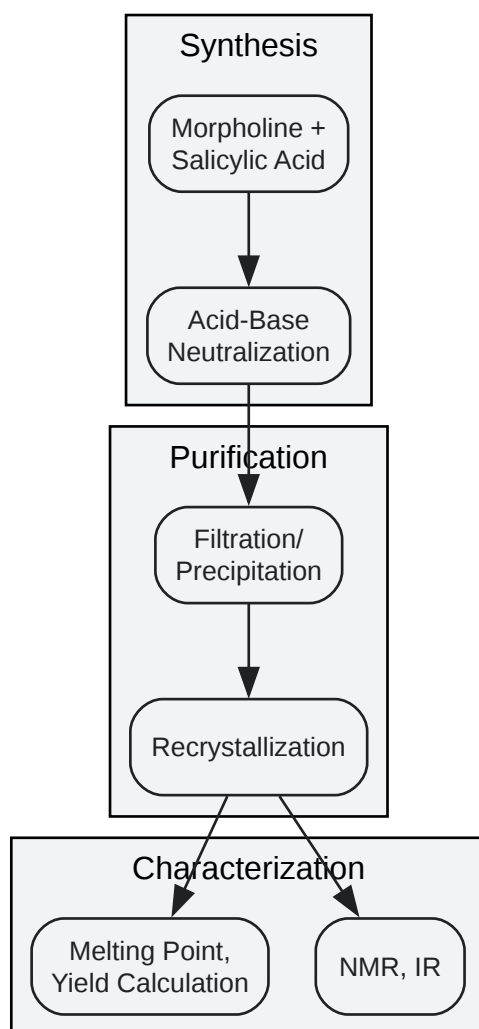 Synthesis
Morpholine +
Salicylic Acid
Acid-Base
Neutralization
Purification
Filtration/
Precipitation
Recrystallization
Characterization
Melting Point,
Yield Calculation
NMR, IR